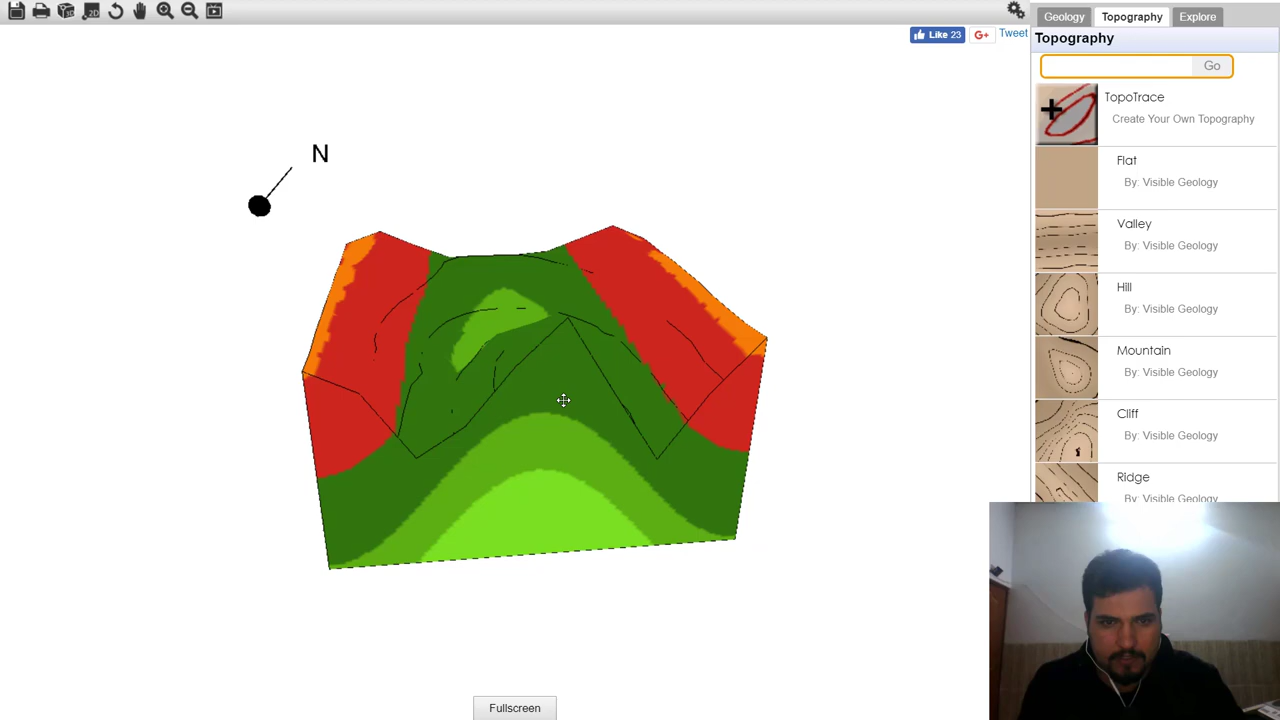 2D
Like 23
G+
Tweet
N
Fullscreen
Geology
Topography
Explore
Topography
Go
TopoTrace
Create Your Own Topography
Flat
By: Visible Geology
Valley
By: Visible Geology
Hill
By: Visible Geology
Mountain
By: Visible Geology
Cliff
By: Visible Geology
Ridge
By: Visible Geology